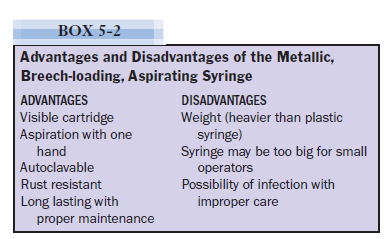 BOX 5-2
Advantages and Disadvantages of the Metallic,
Breech-loading, Aspirating Syringe
ADVANTAGES
Visible cartridge
Aspiration with one
hand
Autoclavable
Rust resistant
Long lasting with
proper maintenance
DISADVANTAGES
Weight (heavier than plastic
syringe)
Syringe may be too big for small
operators
Possibility of infection with
improper care